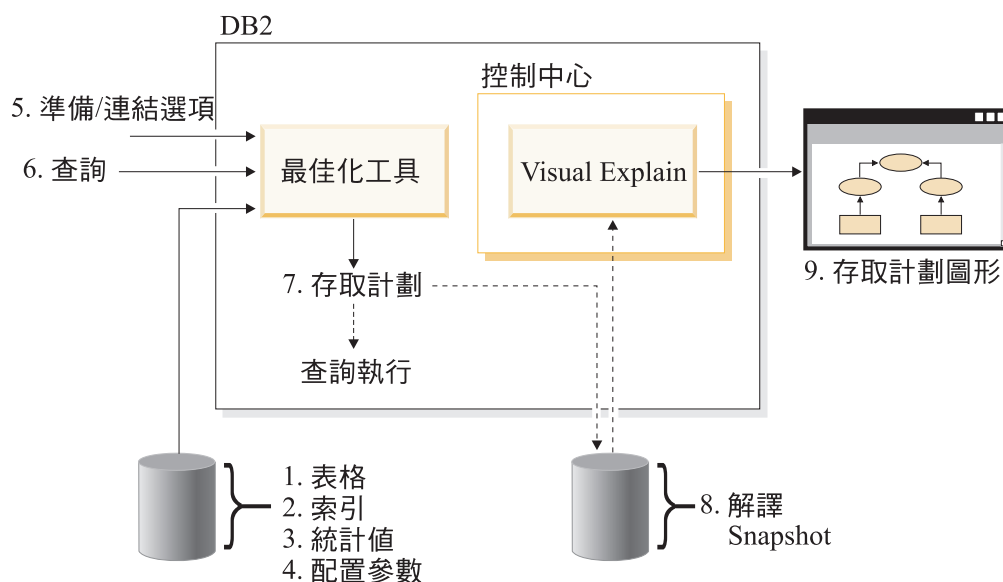 DB2
控制中心
5. 準備/連結選項
6. 查詢
最佳化工具
Visual Explain
7. 存取計劃
9. 存取計劃圖形
查詢執行
1. 表格
2. 索引
3. 統計值
4. 配置參數
8. 解譯
Snapshot